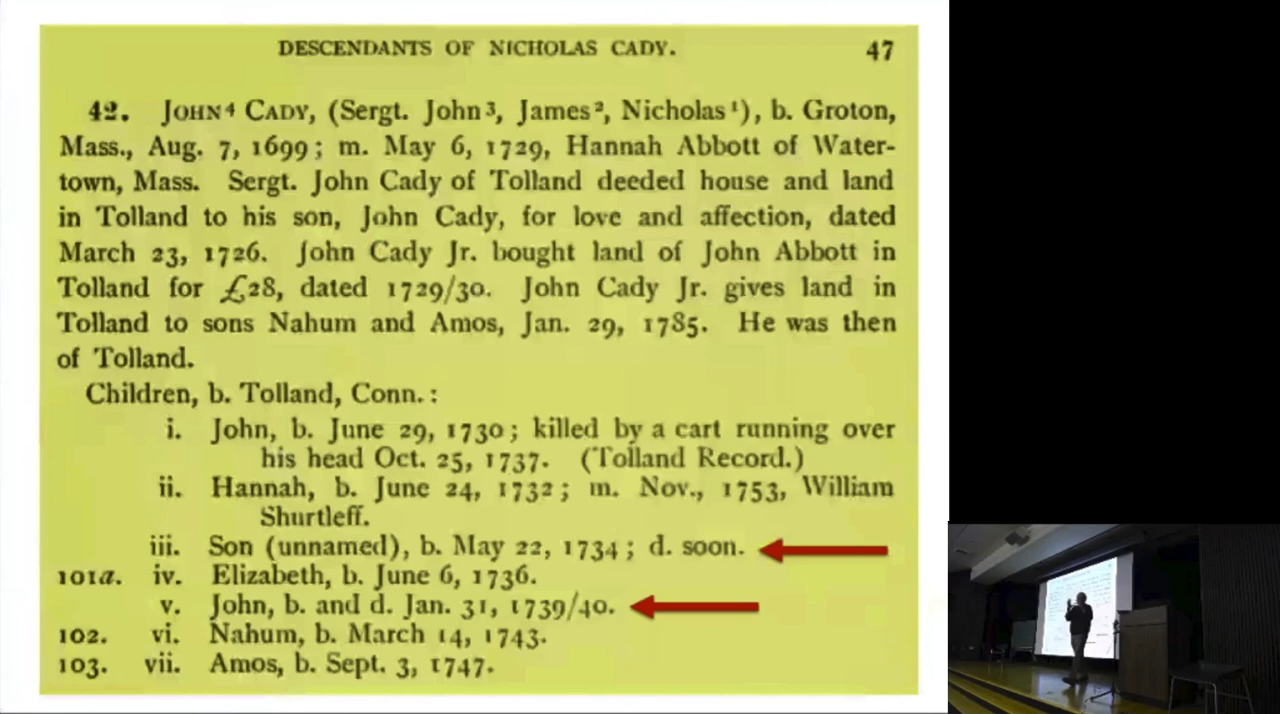 DESCENDANTS OF NICHOLAS CADY. 47
42. JOHN⁴ CADY, (Sergt. John³, James², Nicholas¹), b. Groton,
Mass., Aug. 7, 1699; m. May 6, 1729, Hannah Abbott of Water-
town, Mass. Sergt. John Cady of Tolland deeded house and land
in Tolland to his son, John Cady, for love and affection, dated
March 23, 1726. John Cady Jr. bought land of John Abbott in
Tolland for £28, dated 1729/30. John Cady Jr. gives land in
Tolland to sons Nahum and Amos, Jan. 29, 1785. He was then
of Tolland.
Children, b. Tolland, Conn.:
i. John, b. June 29, 1730; killed by a cart running over
his head Oct. 25, 1737. (Tolland Record.)
ii. Hannah, b. June 24, 1732; m. Nov., 1753, William
Shurtleff.
iii. Son (unnamed), b. May 22, 1734; d. soon.
101a. iv. Elizabeth, b. June 6, 1736.
v. John, b. and d. Jan. 31, 1739/40.
102. vi. Nahum, b. March 14, 1743.
103. vii. Amos, b. Sept. 3, 1747.